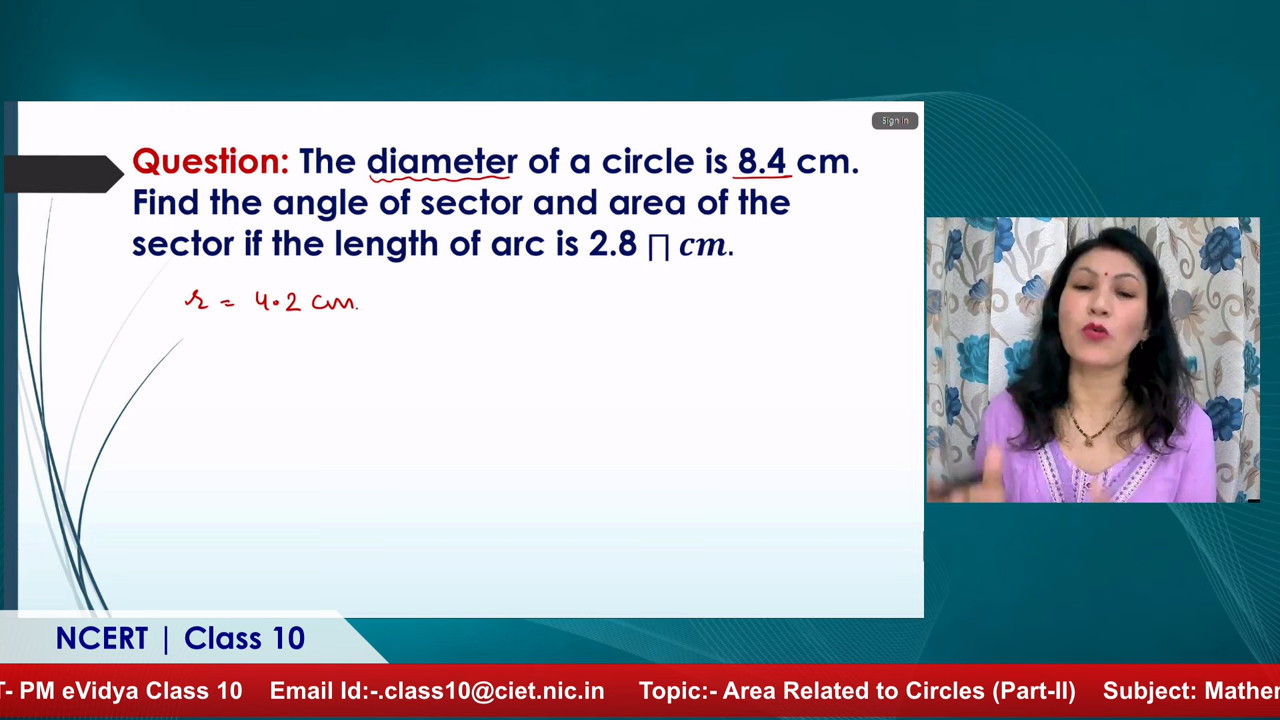 Sign in
Question: The diameter of a circle is 8.4 cm.
Find the angle of sector and area of the
sector if the length of arc is 2.8 ∏ cm.
r = 4.2 cm.
NCERT | Class 10
T- PM eVidya Class 10 Email Id:-.class10@ciet.nic.in Topic:- Area Related to Circles (Part-II) Subject: Mather